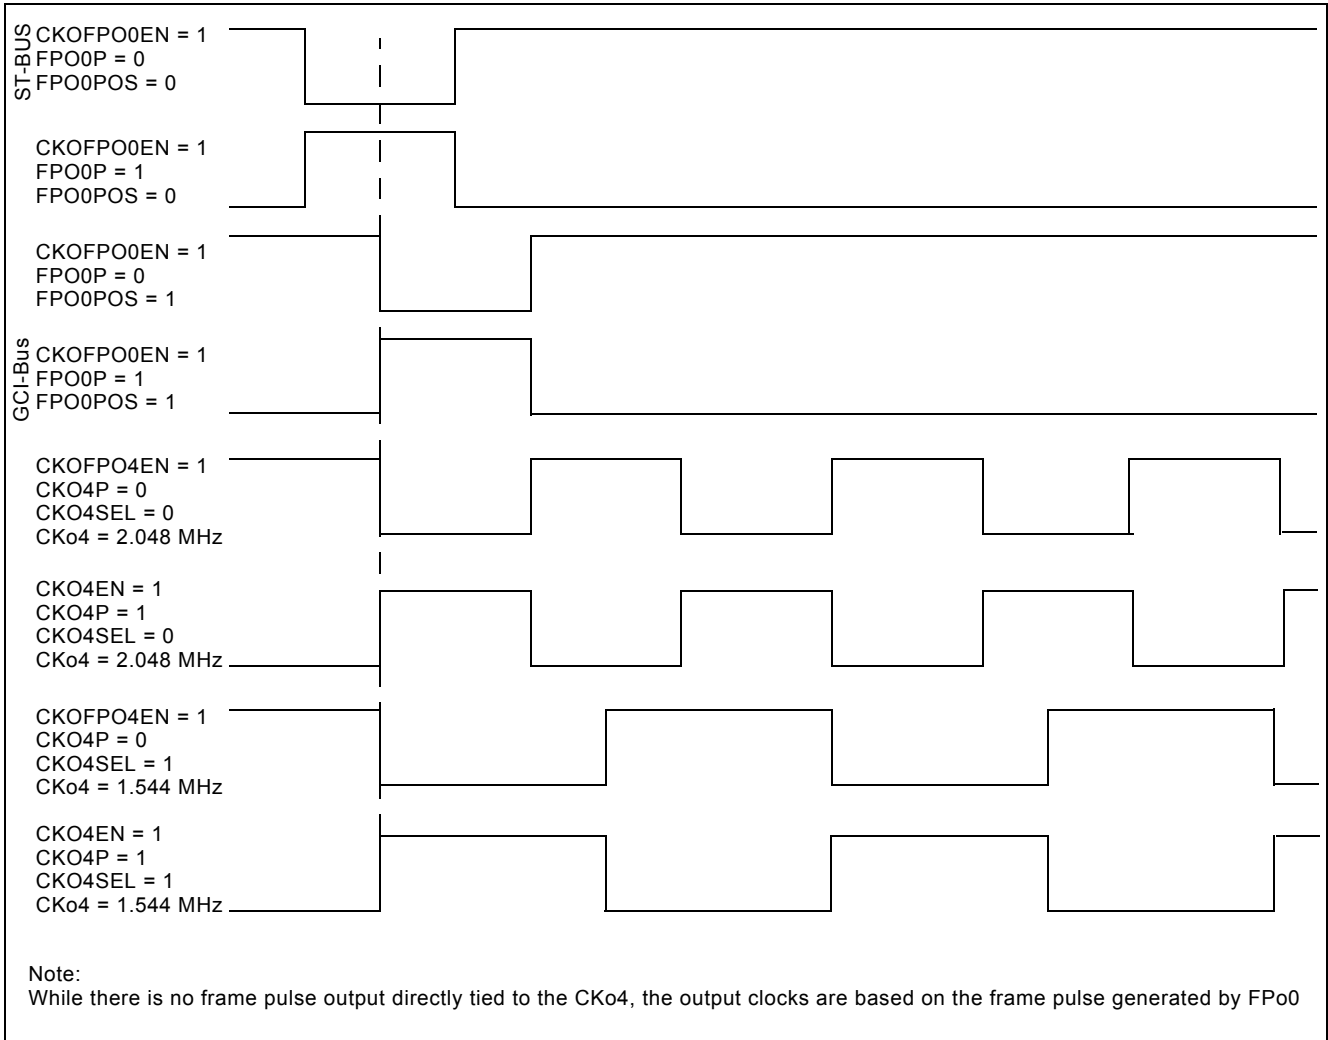 ST-BUS
CKOFPO0EN = 1
FPO0P = 0
FPO0POS = 0
CKOFPO0EN = 1
FPO0P = 1
FPO0POS = 0
CKOFPO0EN = 1
FPO0P = 0
FPO0POS = 1
GCI-Bus
CKOFPO0EN = 1
FPO0P = 1
FPO0POS = 1
CKOFPO4EN = 1
CKO4P = 0
CKO4SEL = 0
CKo4 = 2.048 MHz
CKO4EN = 1
CKO4P = 1
CKO4SEL = 0
CKo4 = 2.048 MHz
CKOFPO4EN = 1
CKO4P = 0
CKO4SEL = 1
CKo4 = 1.544 MHz
CKO4EN = 1
CKO4P = 1
CKO4SEL = 1
CKo4 = 1.544 MHz
Note:
While there is no frame pulse output directly tied to the CKo4, the output clocks are based on the frame pulse generated by FPo0